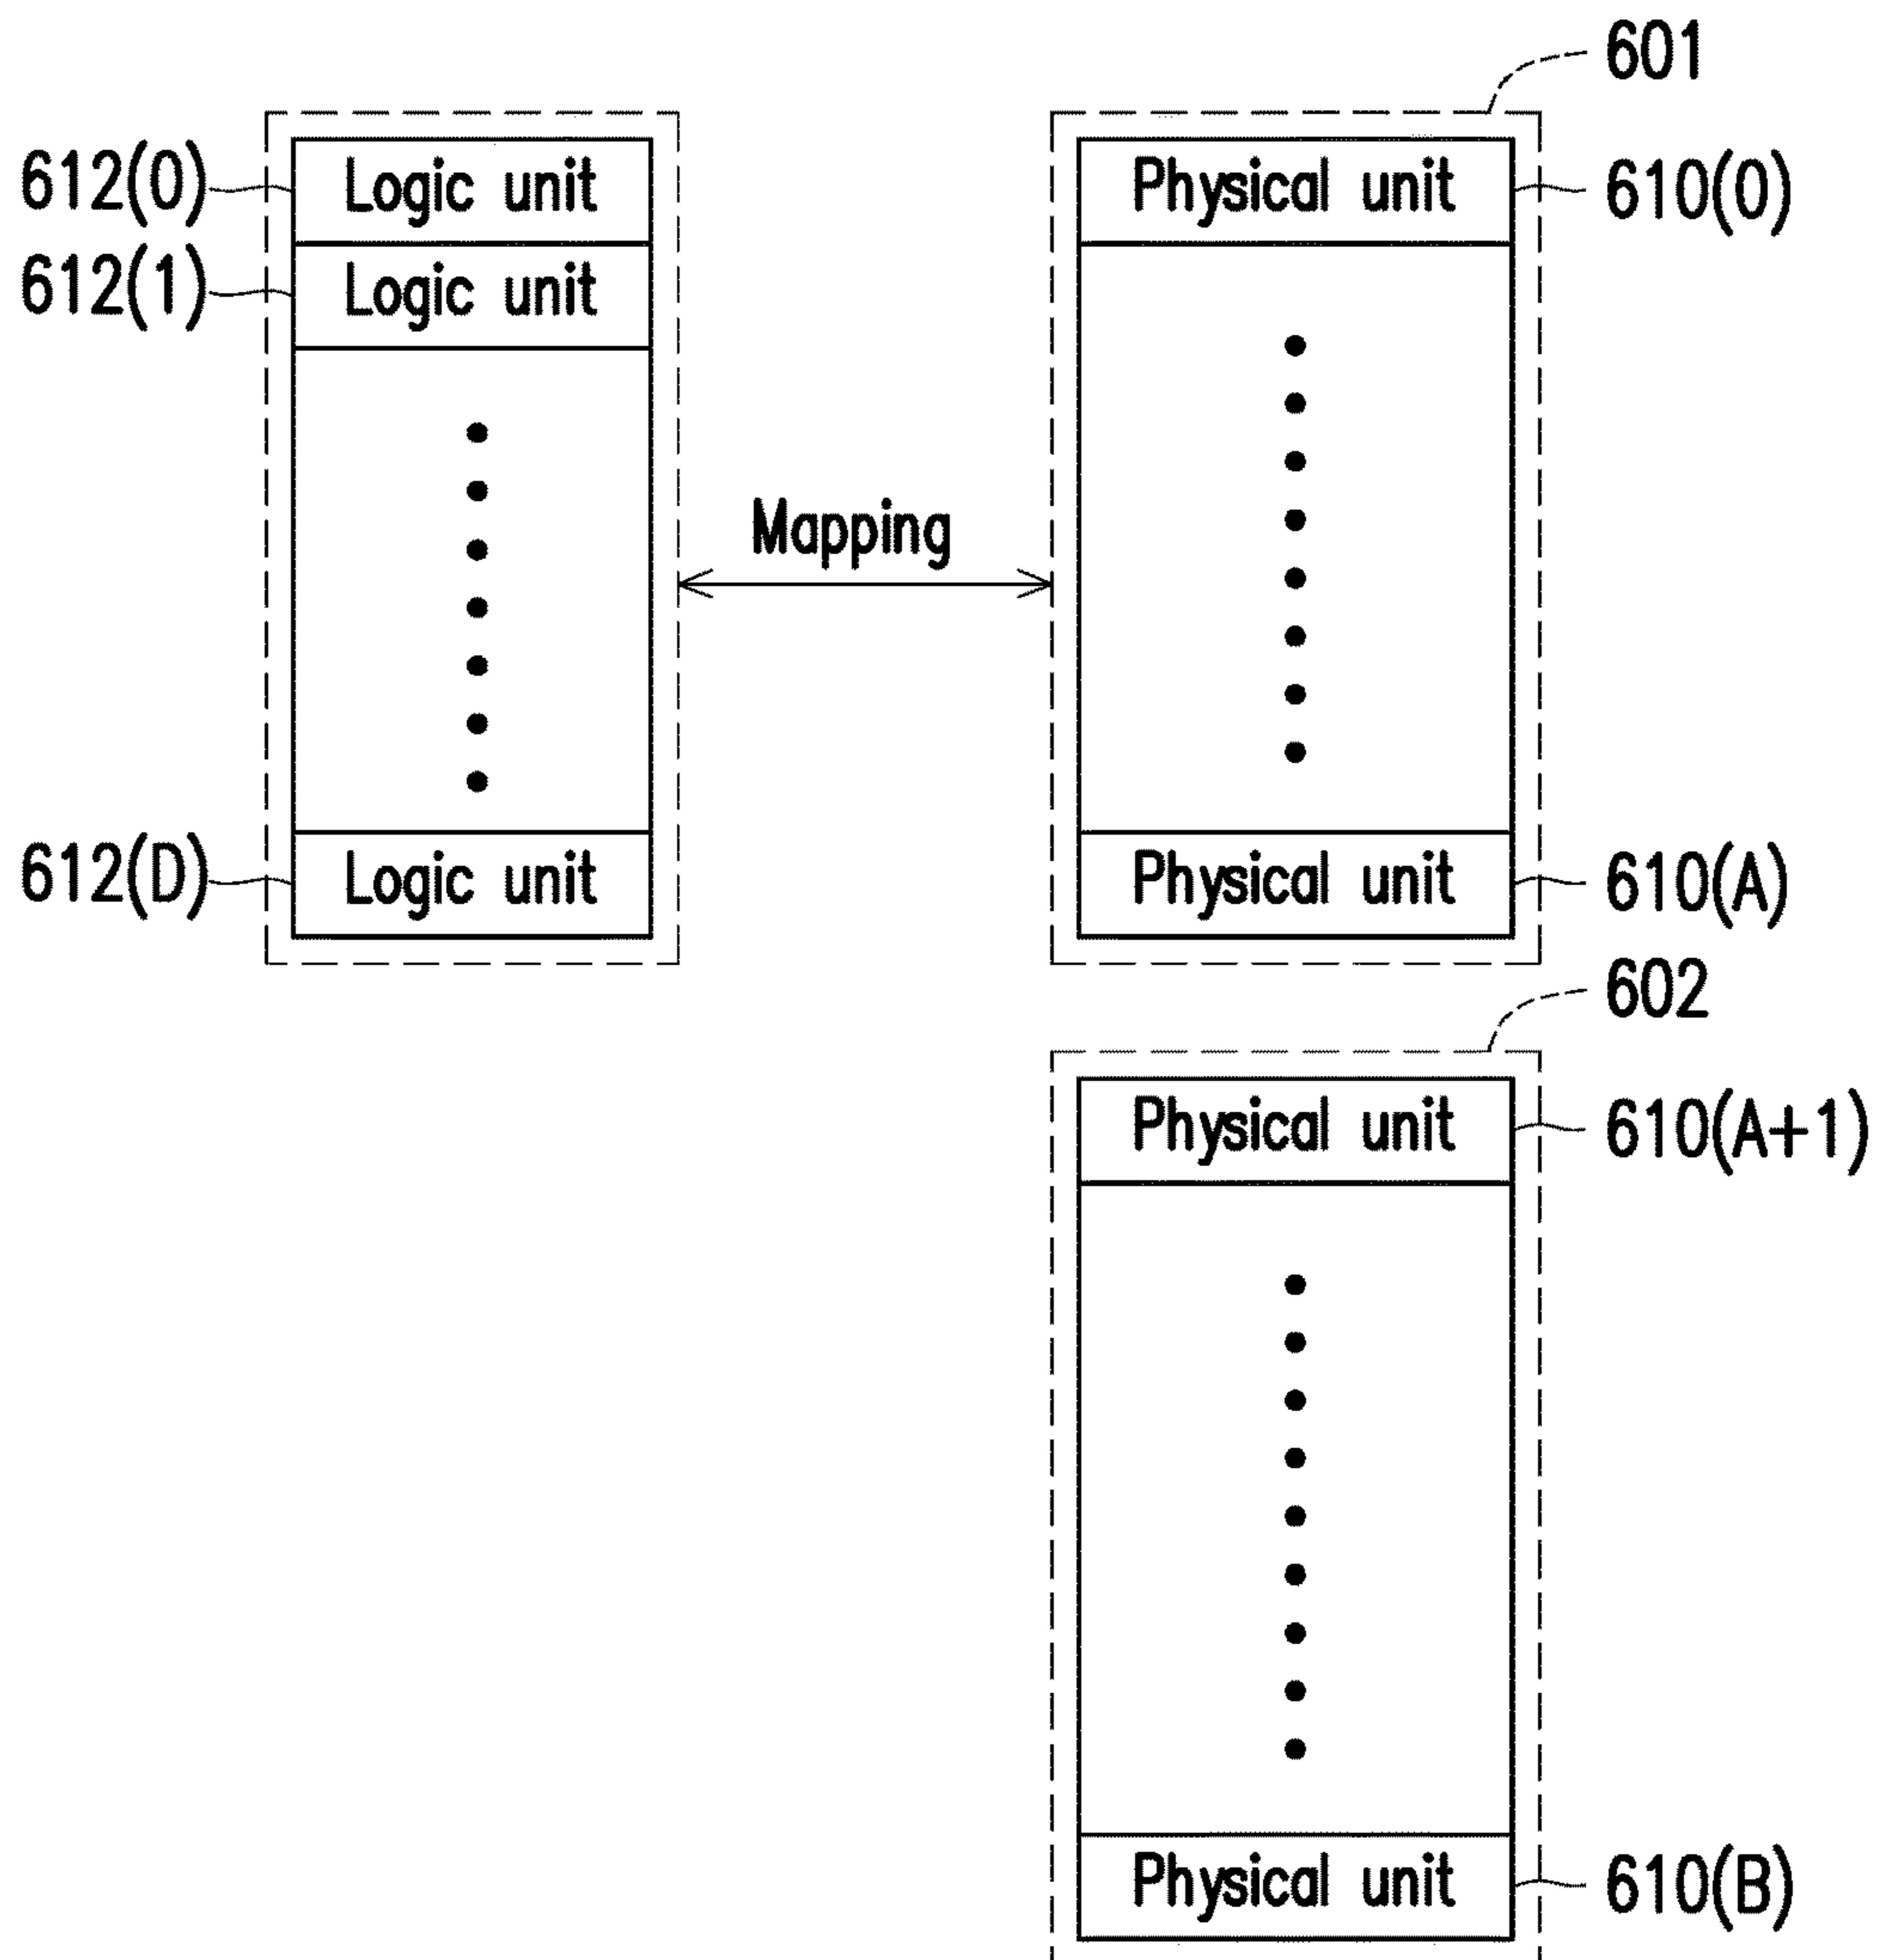 601
612(0) Logic unit Physical unit 610(0)
612(1) Logic unit
Mapping
612(D) Logic unit Physical unit 610(A)
602
Physical unit 610(A+1)
Physical unit 610(B)